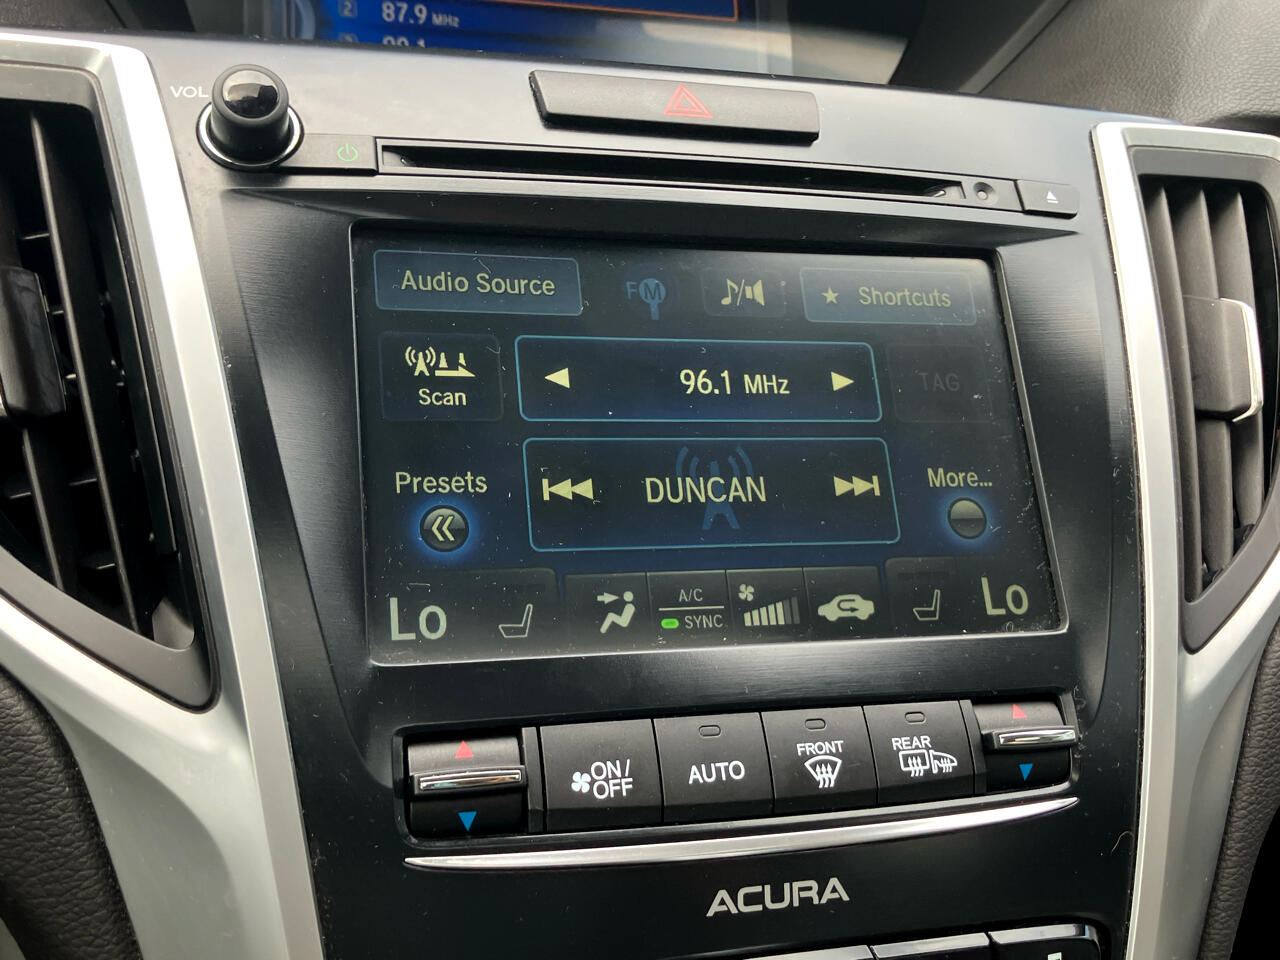 2
87.9 MHz
VOL
Audio Source
FM
Shortcuts
Scan
96.1 MHz
TAG
Presets
DUNCAN
More...
Lo
A/C
SYNC
Lo
ON/
OFF
AUTO
FRONT
REAR
ACURA